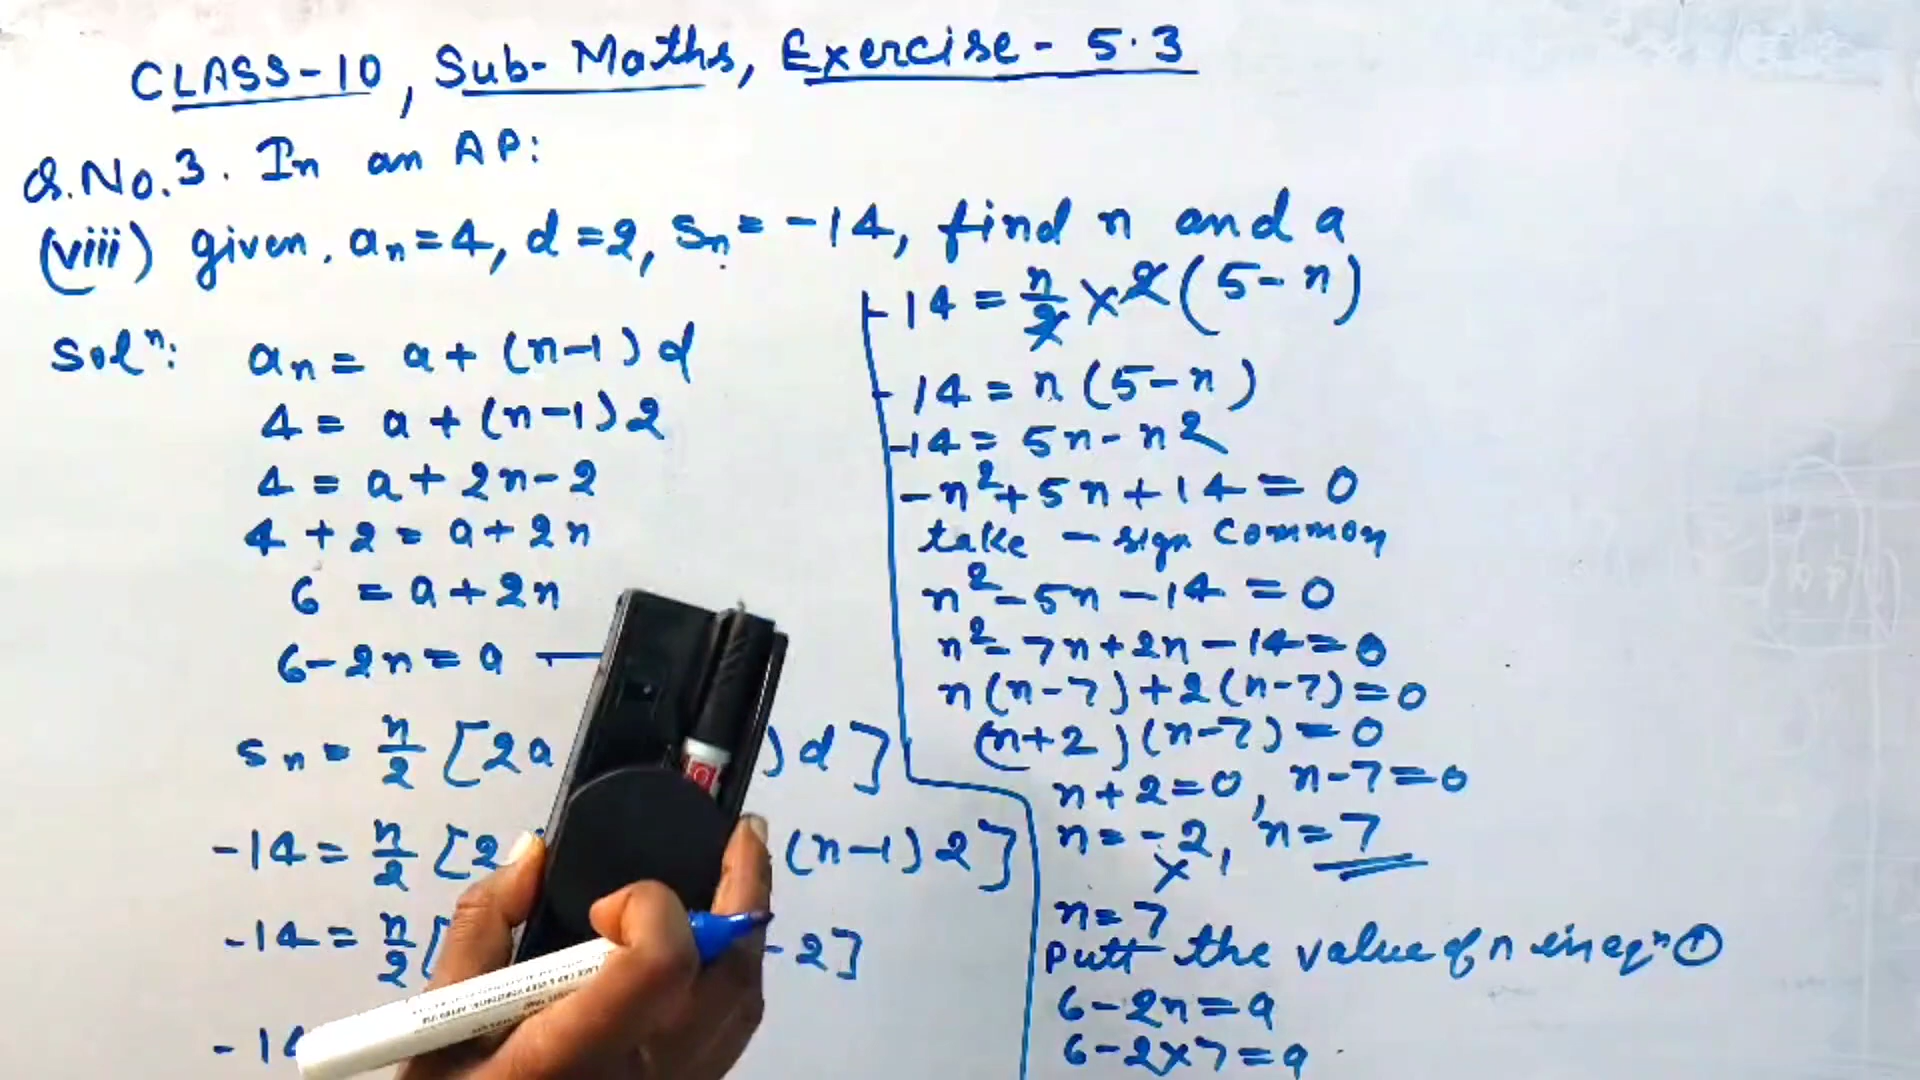 CLASS-10, Sub- Maths, Exercise - 5.3
Q.No.3. In an AP:
(viii) given, aₙ=4, d=2, Sₙ=-14, find n and a
Solⁿ: aₙ = a+(n-1)d
4 = a+(n-1)2
4 = a+2n-2
4+2 = a+2n
6 = a+2n
6-2n=a —
Sₙ = n/2 [2a )d]
-14 = n/2 [2 (n-1)2]
-14 = n/2 [ -2]
-14 = n/2 × 2(5-n)
-14 = n(5-n)
-14 = 5n-n²
-n²+5n+14=0
take - sign common
n²-5n-14=0
n²-7n+2n-14=0
n(n-7)+2(n-7)=0
(n+2)(n-7)=0
n+2=0, n-7=0
n=-2, n=7
×
n=7
Putt the value of n in eqⁿ ①
6-2n=a
6-2×7=a